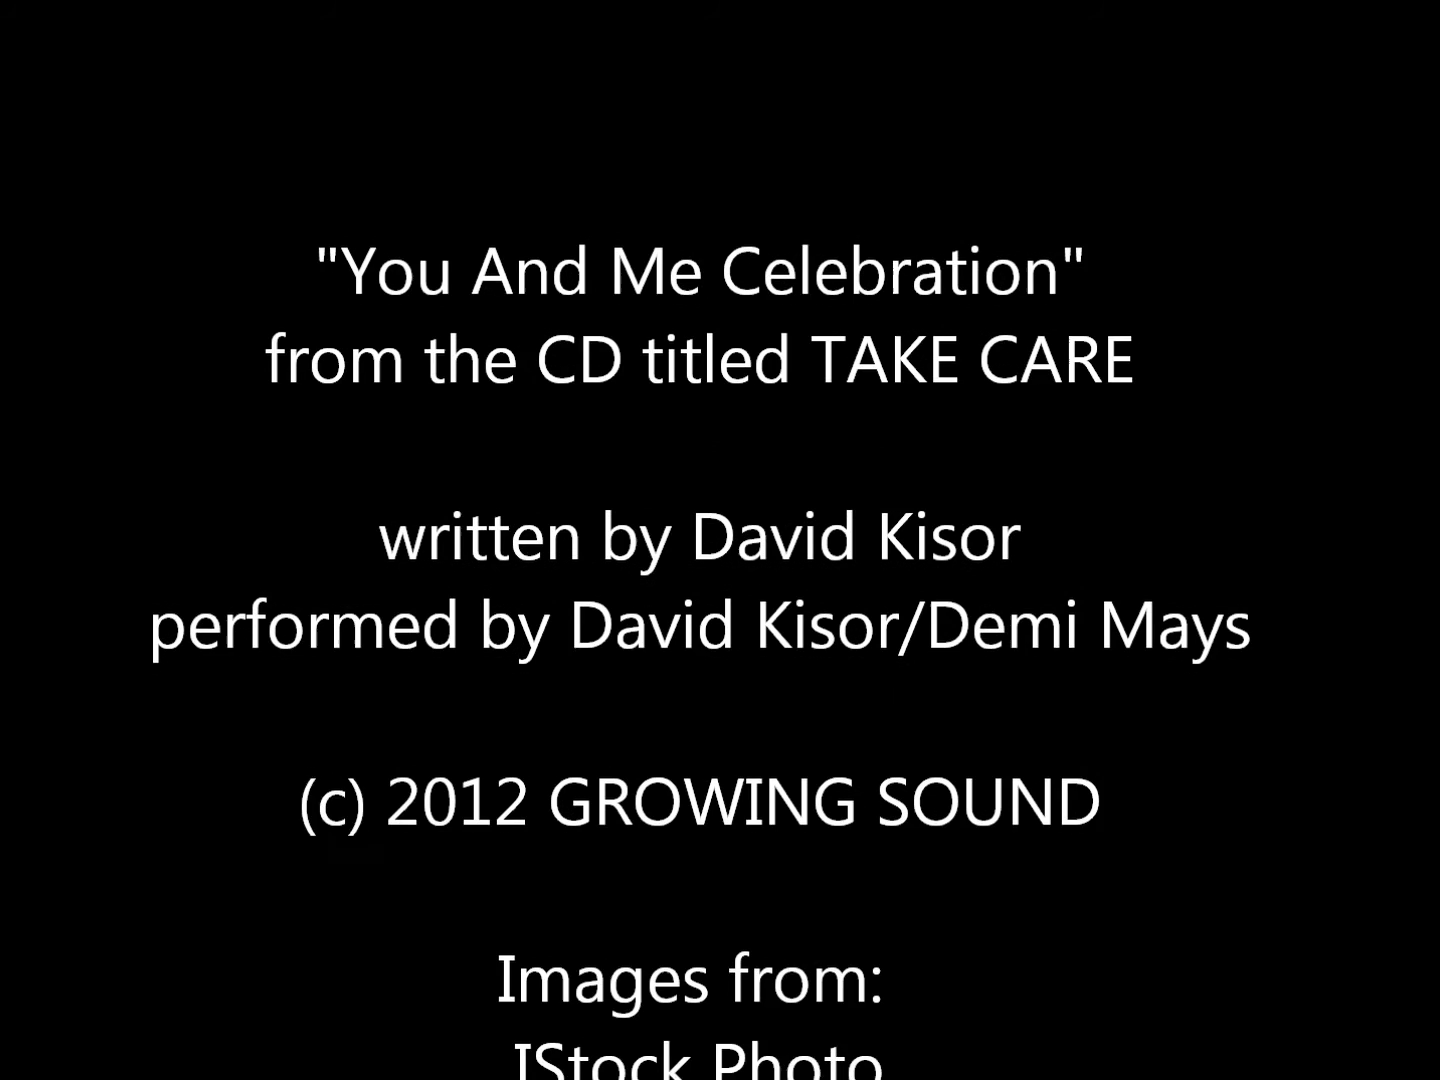 "You And Me Celebration"
from the CD titled TAKE CARE
written by David Kisor
performed by David Kisor/Demi Mays
(c) 2012 GROWING SOUND
Images from:
IStock Photo